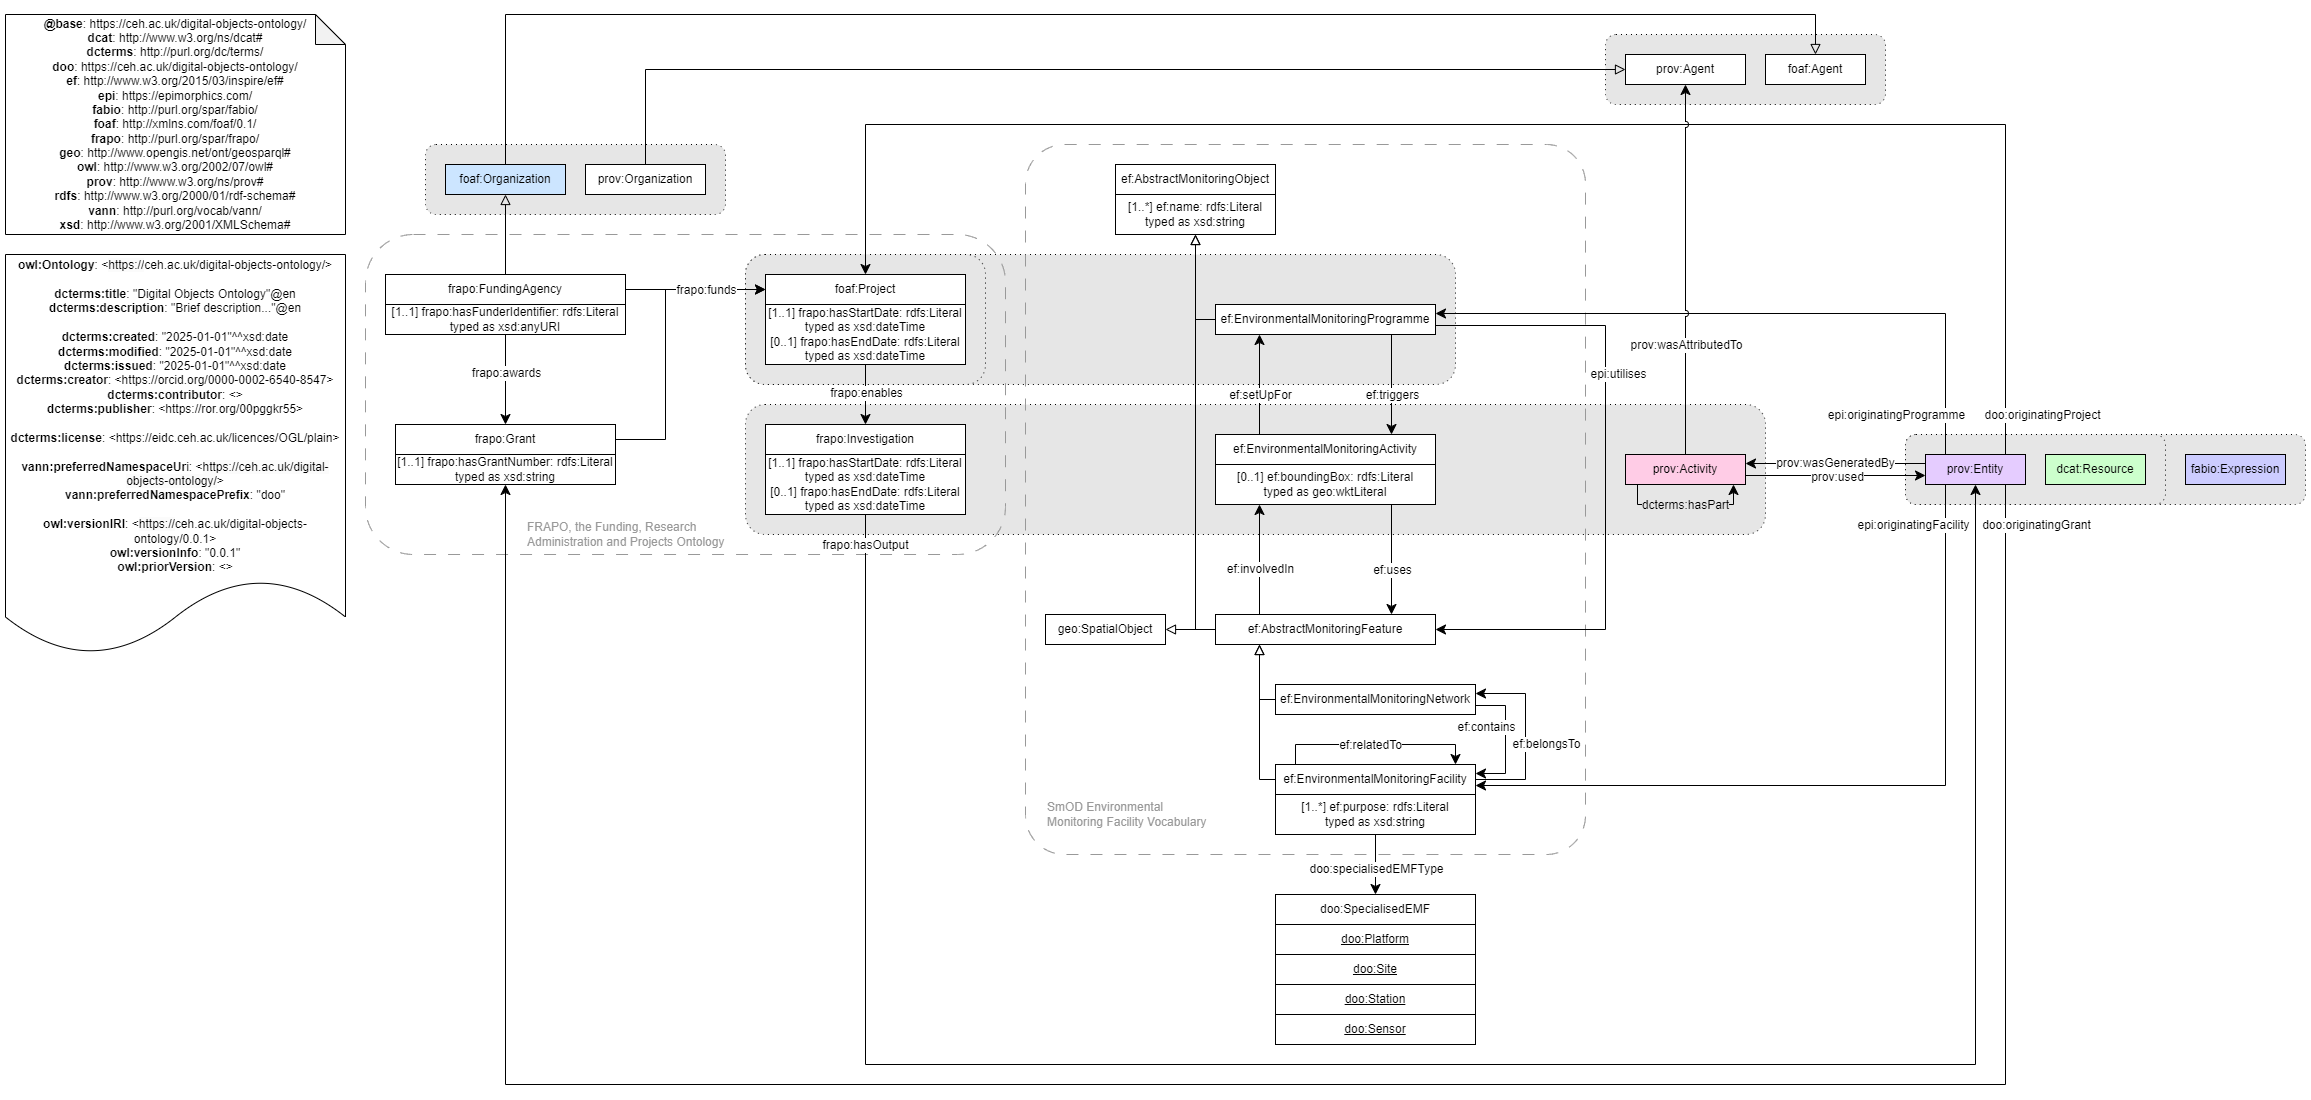 @base: https://ceh.ac.uk/digital-objects-ontology/
dcat: http://www.w3.org/ns/dcat#
dcterms: http://purl.org/dc/terms/
doo: https://ceh.ac.uk/digital-objects-ontology/
ef: http://www.w3.org/2015/03/inspire/ef#
epi: https://epimorphics.com/
fabio: http://purl.org/spar/fabio/
foaf: http://xmlns.com/foaf/0.1/
frapo: http://purl.org/spar/frapo/
geo: http://www.opengis.net/ont/geosparql#
owl: http://www.w3.org/2002/07/owl#
prov: http://www.w3.org/ns/prov#
rdfs: http://www.w3.org/2000/01/rdf-schema#
vann: http://purl.org/vocab/vann/
xsd: http://www.w3.org/2001/XMLSchema#
owl:Ontology: <https://ceh.ac.uk/digital-objects-ontology/>
dcterms:title: "Digital Objects Ontology"@en
dcterms:description: "Brief description..."@en
dcterms:created: "2025-01-01"^^xsd:date
dcterms:modified: "2025-01-01"^^xsd:date
dcterms:issued: "2025-01-01"^^xsd:date
dcterms:creator: <https://orcid.org/0000-0002-6540-8547>
dcterms:contributor: <>
dcterms:publisher: <https://ror.org/00pggkr55>
dcterms:license: <https://eidc.ceh.ac.uk/licences/OGL/plain>
vann:preferredNamespaceUri: <https://ceh.ac.uk/digital-
objects-ontology/>
vann:preferredNamespacePrefix: "doo"
owl:versionIRI: <https://ceh.ac.uk/digital-objects-
ontology/0.0.1>
owl:versionInfo: "0.0.1"
owl:priorVersion: <>
prov:Agent
foaf:Agent
foaf:Organization
prov:Organization
frapo:FundingAgency
[1..1] frapo:hasFunderIdentifier: rdfs:Literal
typed as xsd:anyURI
frapo:awards
frapo:Grant
[1..1] frapo:hasGrantNumber: rdfs:Literal
typed as xsd:string
frapo:funds
foaf:Project
[1..1] frapo:hasStartDate: rdfs:Literal
typed as xsd:dateTime
[0..1] frapo:hasEndDate: rdfs:Literal
typed as xsd:dateTime
frapo:enables
frapo:Investigation
[1..1] frapo:hasStartDate: rdfs:Literal
typed as xsd:dateTime
[0..1] frapo:hasEndDate: rdfs:Literal
typed as xsd:dateTime
frapo:hasOutput
FRAPO, the Funding, Research
Administration and Projects Ontology
ef:AbstractMonitoringObject
[1..*] ef:name: rdfs:Literal
typed as xsd:string
ef:EnvironmentalMonitoringProgramme
ef:setUpFor
ef:triggers
epi:utilises
ef:EnvironmentalMonitoringActivity
[0..1] ef:boundingBox: rdfs:Literal
typed as geo:wktLiteral
ef:involvedIn
ef:uses
geo:SpatialObject
ef:AbstractMonitoringFeature
ef:EnvironmentalMonitoringNetwork
ef:contains
ef:belongsTo
ef:relatedTo
ef:EnvironmentalMonitoringFacility
[1..*] ef:purpose: rdfs:Literal
typed as xsd:string
SmOD Environmental
Monitoring Facility Vocabulary
doo:specialisedEMFType
doo:SpecialisedEMF
doo:Platform
doo:Site
doo:Station
doo:Sensor
prov:wasAttributedTo
prov:Activity
dcterms:hasPart
prov:wasGeneratedBy
prov:used
epi:originatingProgramme
doo:originatingProject
prov:Entity
dcat:Resource
fabio:Expression
epi:originatingFacility
doo:originatingGrant